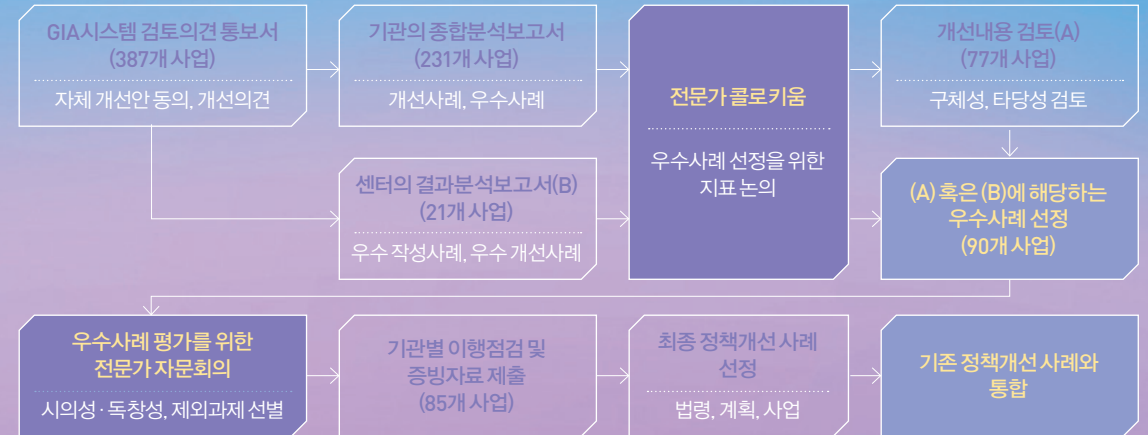 GIA시스템 검토의견 통보서
(387개 사업)
자체 개선안 동의, 개선의견
기관의 종합분석보고서
(231개 사업)
개선사례, 우수사례
센터의 결과분석보고서(B)
(21개 사업)
우수 작성사례, 우수 개선사례
전문가 콜로키움
우수사례 선정을 위한
지표 논의
개선내용 검토(A)
(77개 사업)
구체성, 타당성 검토
(A) 혹은 (B)에 해당하는
우수사례 선정
(90개 사업)
우수사례 평가를 위한
전문가 자문회의
시의성 · 독창성, 제외과제 선별
기관별 이행점검 및
증빙자료 제출
(85개 사업)
최종 정책개선 사례
선정
법령, 계획, 사업
기존 정책개선 사례와
통합